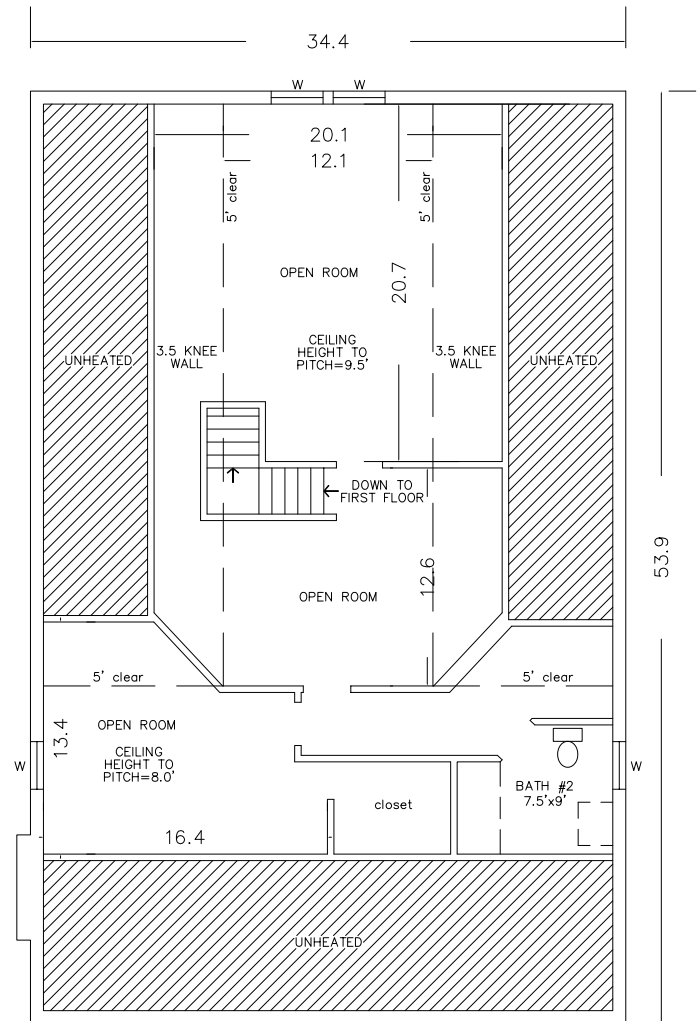 34.4
W
W
20.1
12.1
5' clear
5' clear
OPEN ROOM
20.7
CEILING
HEIGHT TO
PITCH=9.5'
UNHEATED
3.5 KNEE
WALL
3.5 KNEE
WALL
UNHEATED
DOWN TO
FIRST FLOOR
53.9
12.6
OPEN ROOM
5' clear
5' clear
OPEN ROOM
13.4
CEILING
HEIGHT TO
PITCH=8.0'
W
W
BATH #2
7.5'x9'
closet
16.4
UNHEATED